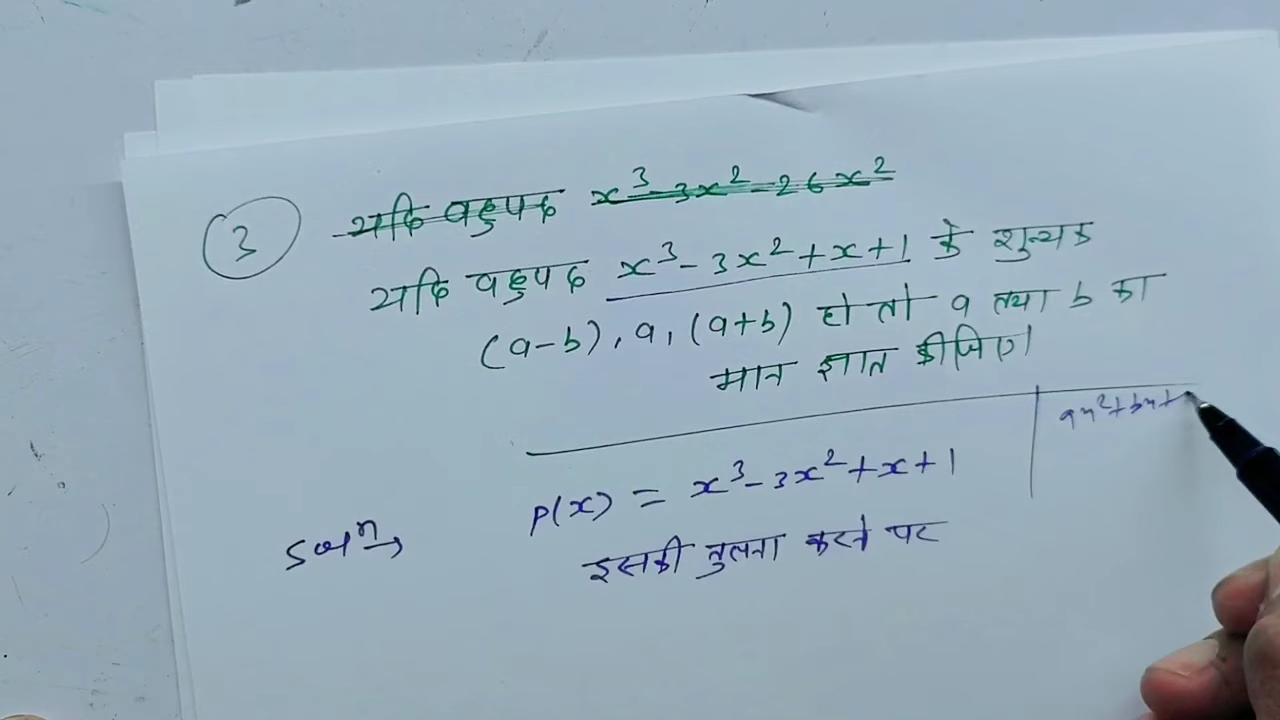 3
यदि बहुपद x³-3x²-26x²
यदि बहुपद x³-3x²+x+1 के शुन्यक
(a-b), a, (a+b) हो तो a तथा b का
मान ज्ञात कीजिए।
ax²+bx+
Solⁿ→ p(x) = x³-3x²+x+1
इसकी तुलना करने पर